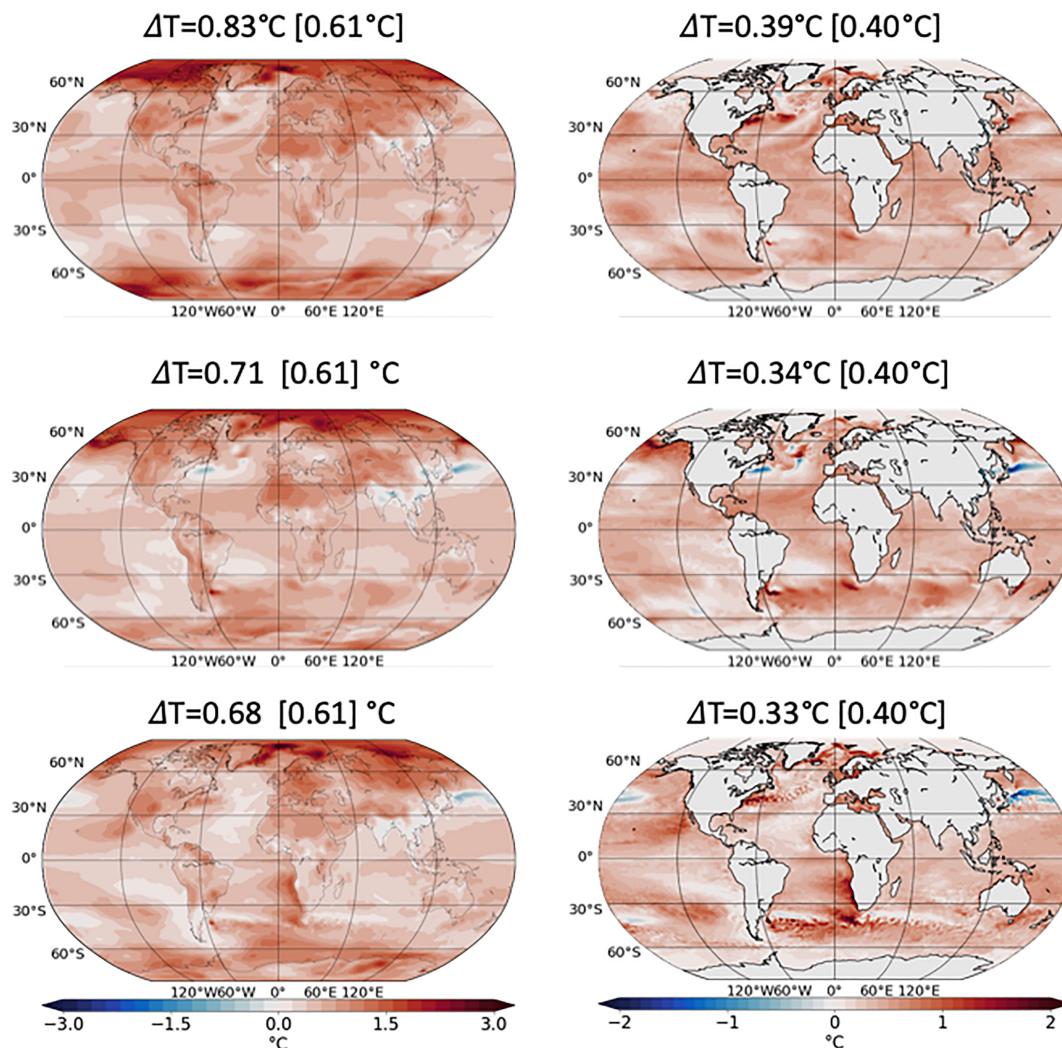 ΔT=0.83°C [0.61°C]
60°N
30°N
0°
30°S
60°S
120°W60°W 0° 60°E 120°E
ΔT=0.39°C [0.40°C]
60°N
30°N
0°
30°S
60°S
120°W60°W 0° 60°E 120°E
ΔT=0.71 [0.61] °C
60°N
30°N
0°
30°S
60°S
120°W60°W 0° 60°E 120°E
ΔT=0.34°C [0.40°C]
60°N
30°N
0°
30°S
60°S
120°W60°W 0° 60°E 120°E
ΔT=0.68 [0.61] °C
60°N
30°N
0°
30°S
60°S
120°W60°W 0° 60°E 120°E
−3.0 −1.5 0.0 1.5 3.0
°C
ΔT=0.33°C [0.40°C]
60°N
30°N
0°
30°S
60°S
120°W60°W 0° 60°E 120°E
−2 −1 0 1 2
°C